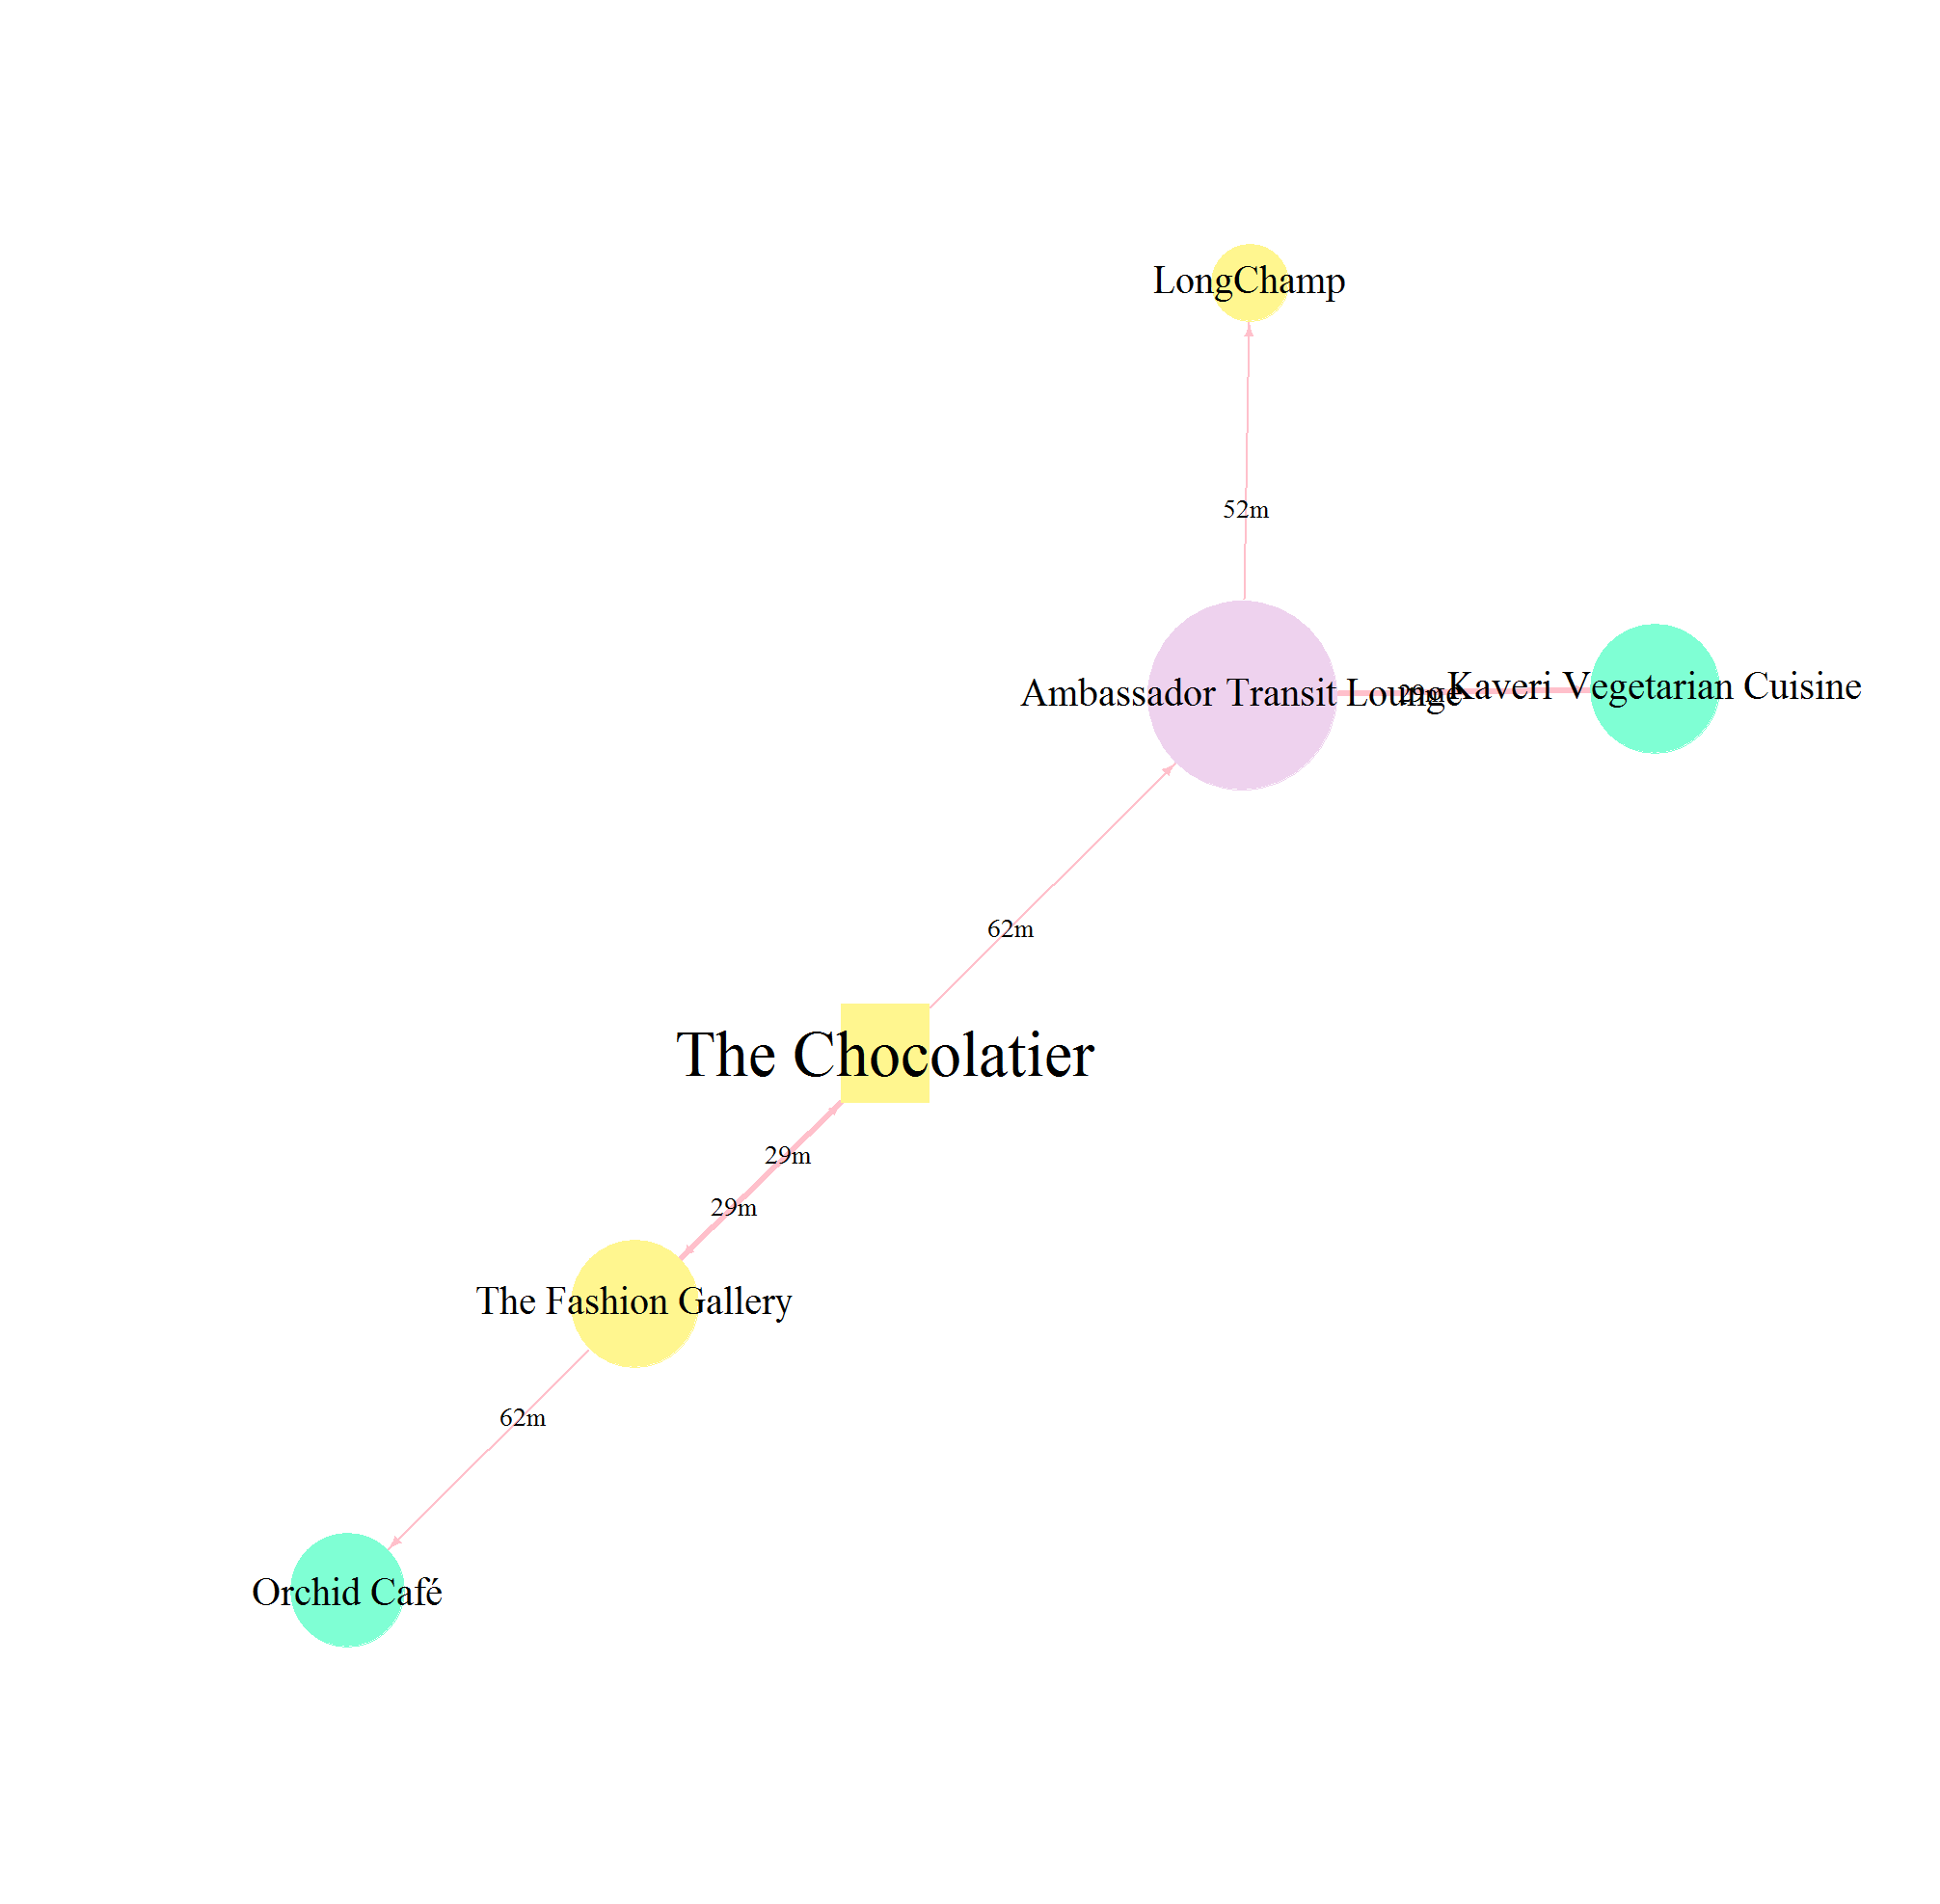 LongChamp
52m
Ambassador Transit Lounge
29m
Kaveri Vegetarian Cuisine
62m
The Chocolatier
29m
29m
The Fashion Gallery
62m
Orchid Café